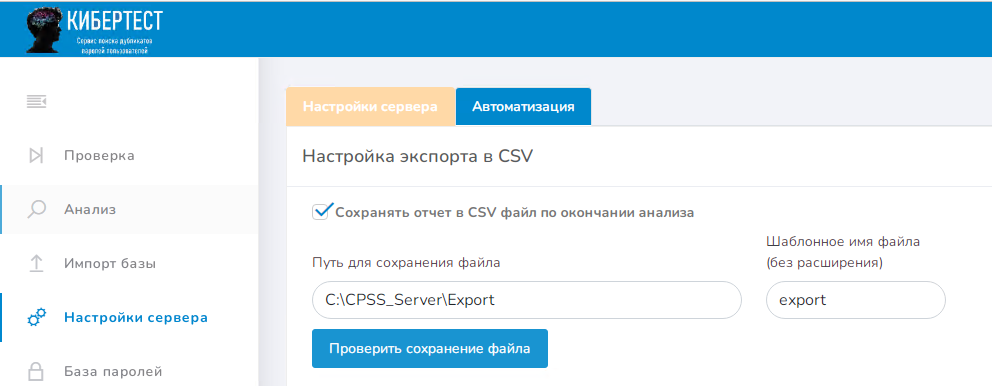 КИБЕРТЕСТ
Сервис поиска дубликатов
паролей пользователей
Настройки сервера
Автоматизация
Настройка экспорта в CSV
Проверка
Анализ
Импорт базы
Настройки сервера
База паролей
Сохранять отчет в CSV файл по окончании анализа
Путь для сохранения файла
Шаблонное имя файла
(без расширения)
C:\CPSS_Server\Export
export
Проверить сохранение файла